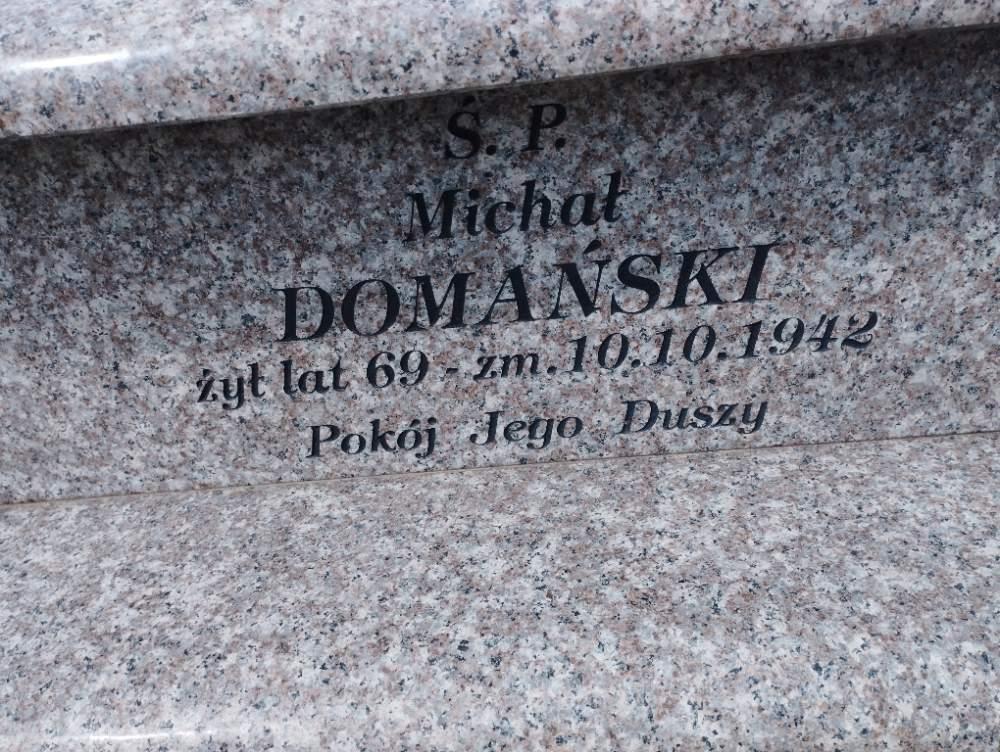 Ś. P.
Michał
DOMAŃSKI
żył lat 69 - zm. 10.10.1942
Pokój Jego Duszy